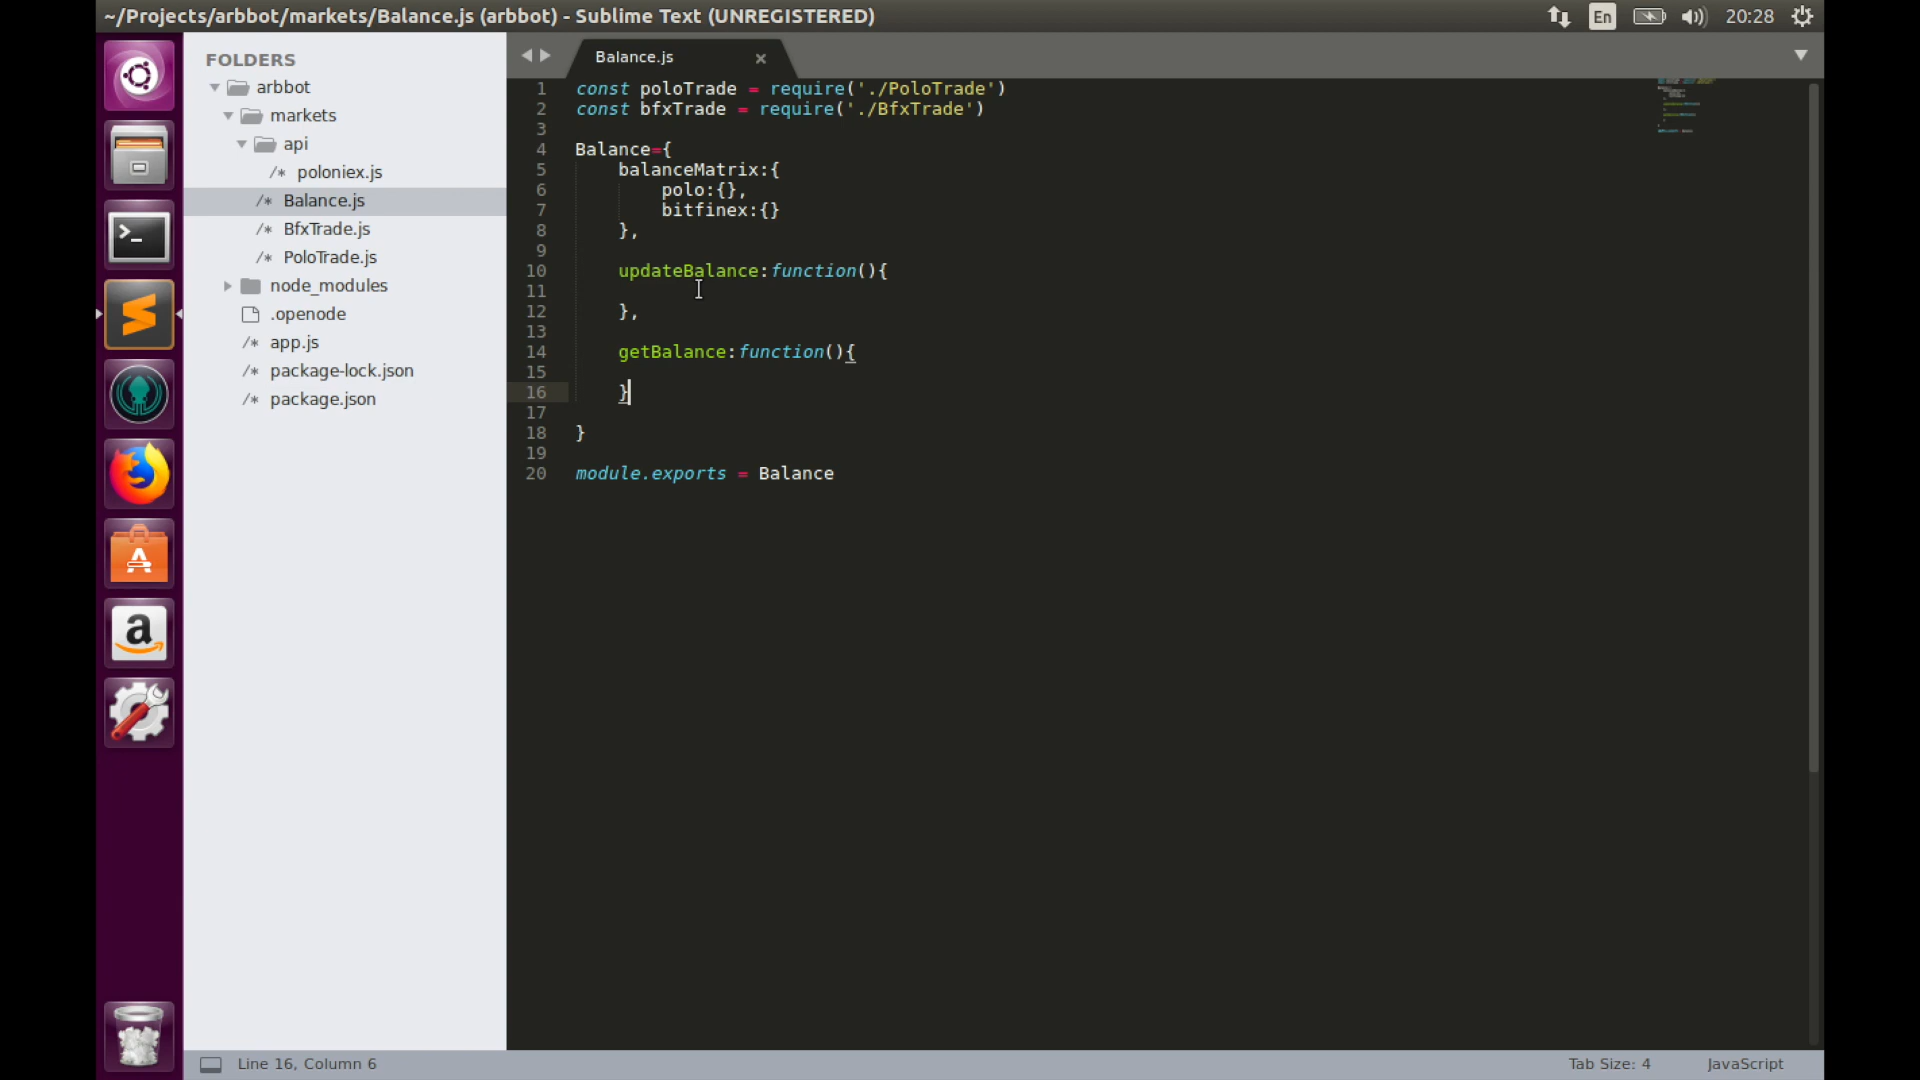 ~/Projects/arbbot/markets/Balance.js (arbbot) - Sublime Text (UNREGISTERED)
En
20:28
FOLDERS
arbbot
markets
api
/* poloniex.js
/* Balance.js
/* BfxTrade.js
/* PoloTrade.js
node_modules
.openode
/* app.js
/* package-lock.json
/* package.json
Balance.js
1 const poloTrade = require('./PoloTrade')
2 const bfxTrade = require('./BfxTrade')
3
4 Balance={
5 balanceMatrix:{
6 polo:{},
7 bitfinex:{}
8 },
9
10 updateBalance:function(){
11
12 },
13
14 getBalance:function(){
15
16 }
17
18 }
19
20 module.exports = Balance
Line 16, Column 6
Tab Size: 4
JavaScript